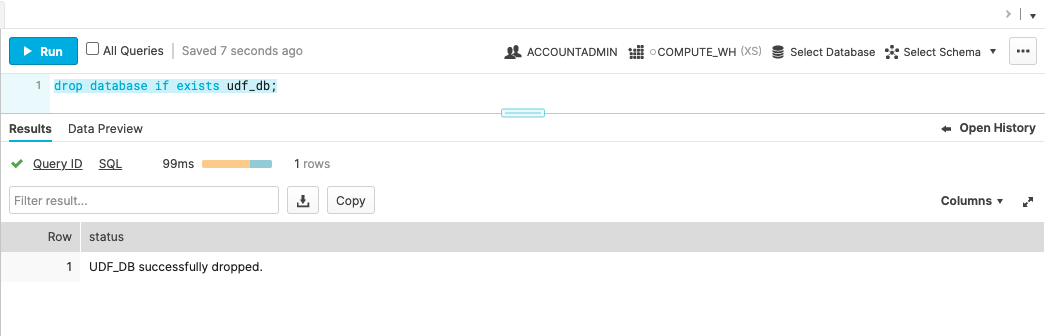 Run All Queries Saved 7 seconds ago ACCOUNTADMIN COMPUTE_WH (XS) Select Database Select Schema ...
1 drop database if exists udf_db;
Results Data Preview Open History
Query ID SQL 99ms 1 rows
Filter result... Copy Columns
Row status
1 UDF_DB successfully dropped.